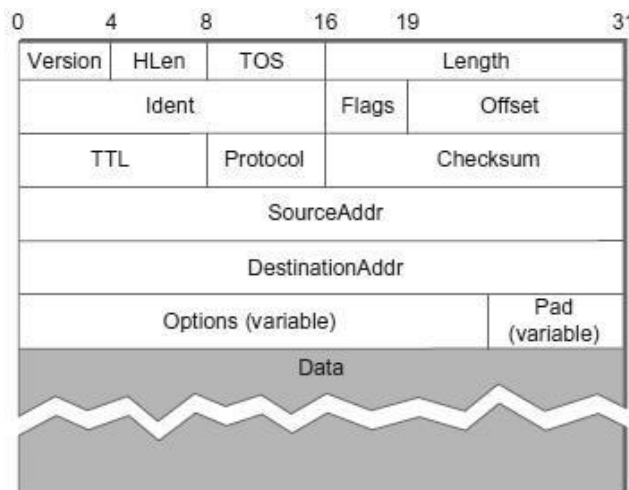 0 4 8 16 19 31
Version HLen TOS Length
Ident Flags Offset
TTL Protocol Checksum
SourceAddr
DestinationAddr
Options (variable) Pad (variable)
Data